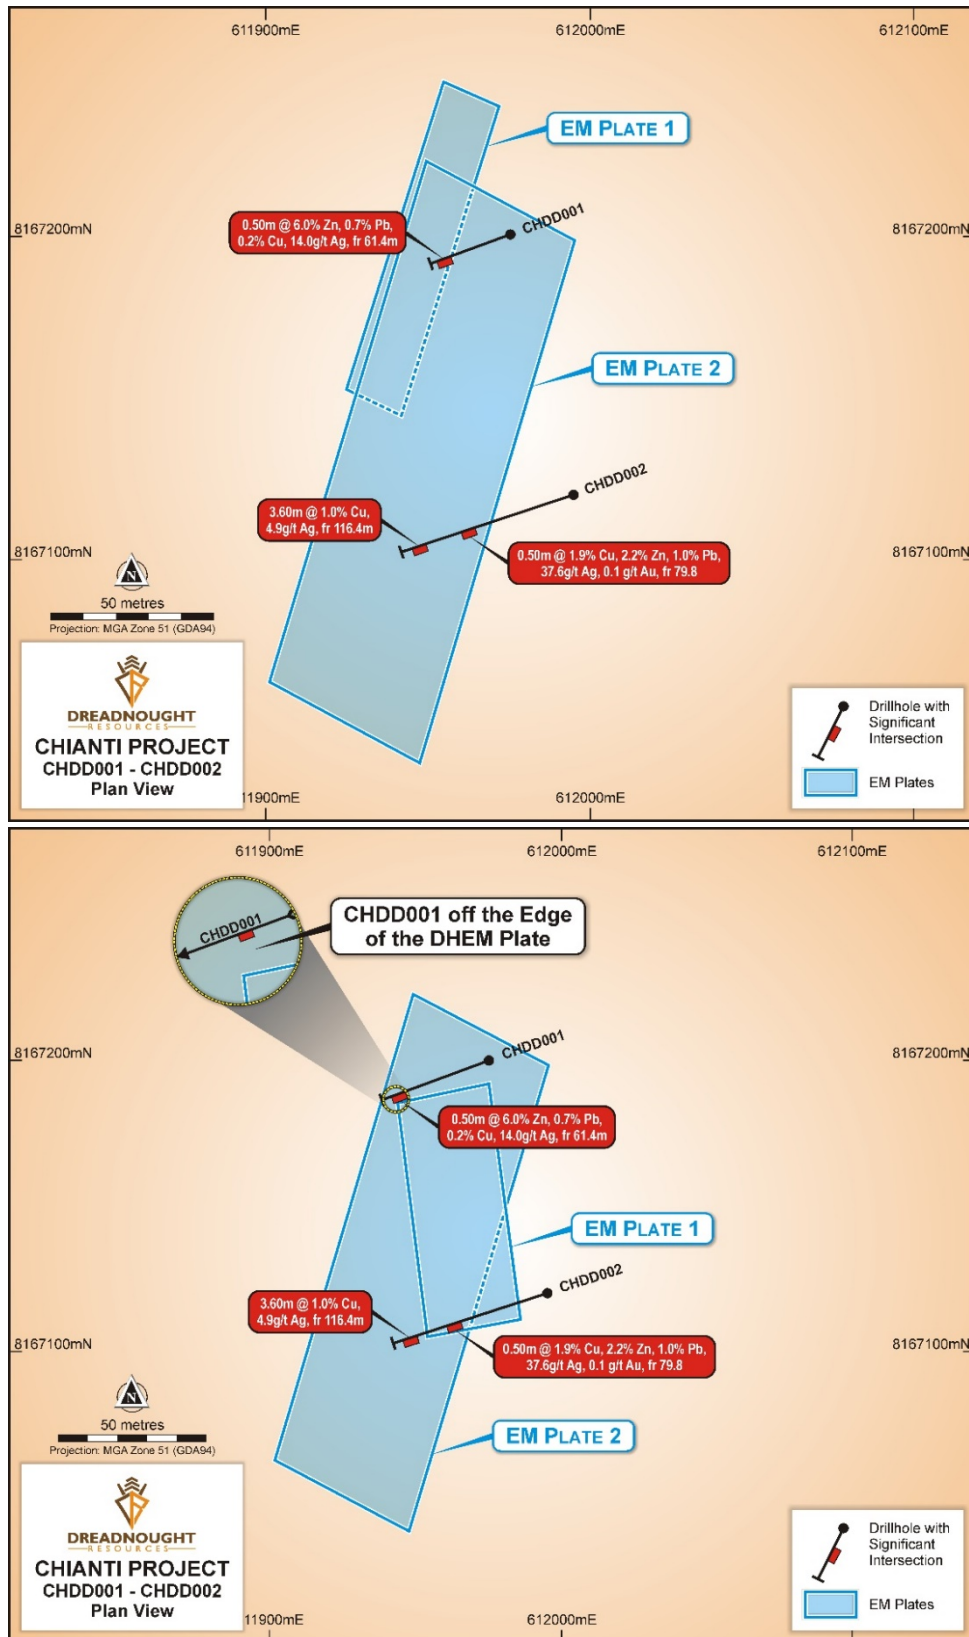 611900mE
612000mE
612100mE
EM PLATE 1
CHDD001
0.50m @ 6.0% Zn, 0.7% Pb,
0.2% Cu, 14.0g/t Ag, fr 61.4m
8167200mN
8167200mN
EM PLATE 2
CHDD002
3.60m @ 1.0% Cu,
4.9g/t Ag, fr 116.4m
0.50m @ 1.9% Cu, 2.2% Zn, 1.0% Pb,
37.6g/t Ag, 0.1 g/t Au, fr 79.8
8167100mN
8167100mN
N
50 metres
Projection: MGA Zone 51 (GDA94)
DREADNOUGHT
RESOURCES
CHIANTI PROJECT
CHDD001 - CHDD002
Plan View
Drillhole with
Significant
Intersection
EM Plates
611900mE
612000mE
612100mE
611900mE
612000mE
612100mE
CHDD001
CHDD001 off the Edge
of the DHEM Plate
8167200mN
8167200mN
CHDD001
0.50m @ 6.0% Zn, 0.7% Pb,
0.2% Cu, 14.0g/t Ag, fr 61.4m
EM PLATE 1
CHDD002
3.60m @ 1.0% Cu,
4.9g/t Ag, fr 116.4m
0.50m @ 1.9% Cu, 2.2% Zn, 1.0% Pb,
37.6g/t Ag, 0.1 g/t Au, fr 79.8
8167100mN
8167100mN
N
50 metres
Projection: MGA Zone 51 (GDA94)
EM PLATE 2
DREADNOUGHT
RESOURCES
CHIANTI PROJECT
CHDD001 - CHDD002
Plan View
Drillhole with
Significant
Intersection
EM Plates
611900mE
612000mE
612100mE